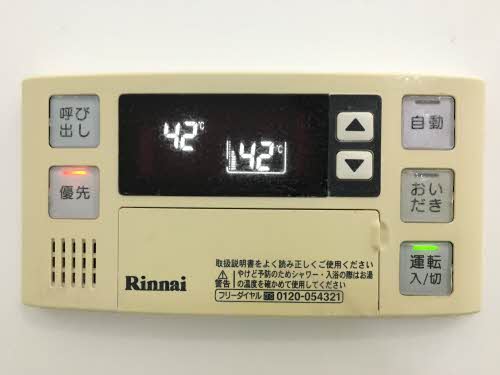 呼び
出し
優先
42℃
42℃
▲
▼
自動
おい
だき
運転
入/切
Rinnai
取扱説明書をよく読み正しくご使用ください
警告
やけど予防のためシャワー・入浴の際はお湯
の温度を確かめて使用してください
フリーダイヤル 0120-054321